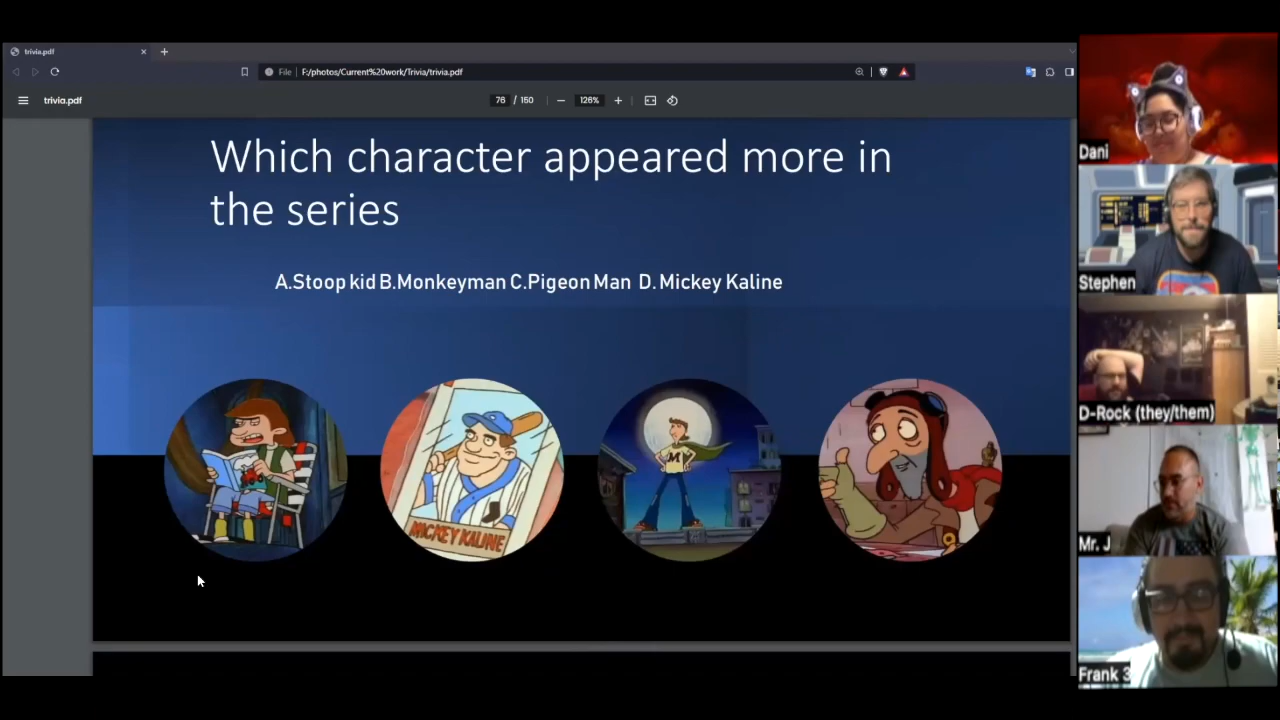 trivia.pdf
File F:/photos/Current%20work/Trivia/trivia.pdf
trivia.pdf
76 / 150
126%
Which character appeared more in
the series
A.Stoop kid B.Monkeyman C.Pigeon Man D. Mickey Kaline
MICKEY KALINE
M
Dani
Stephen
D-Rock (they/them)
Mr. J
Frank 3